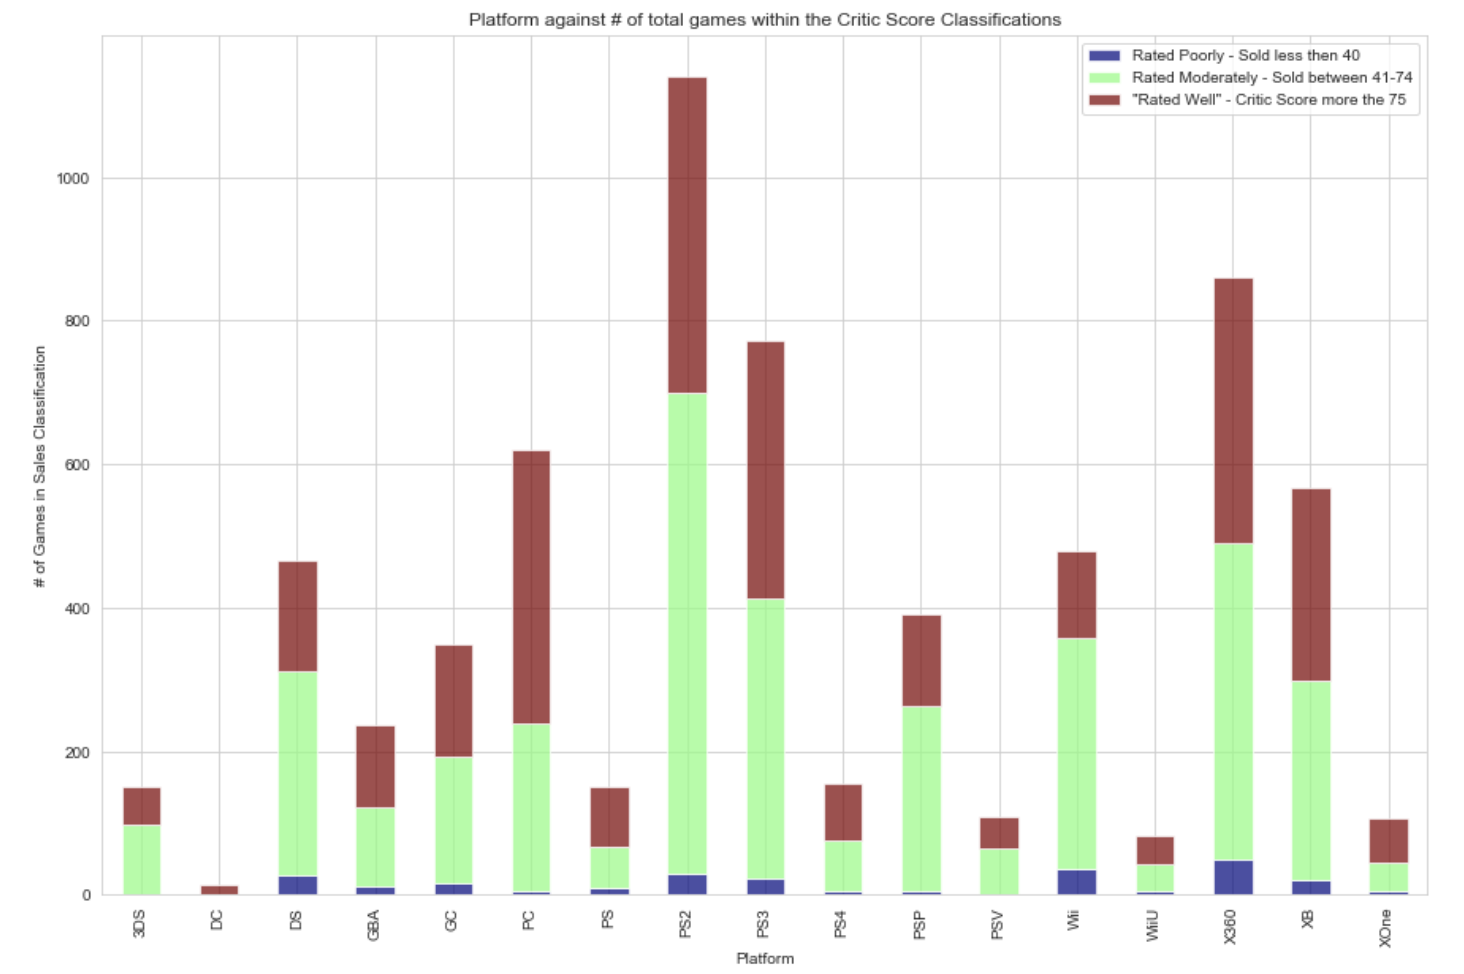 Platform against # of total games within the Critic Score Classifications
Rated Poorly - Sold less then 40
Rated Moderately - Sold between 41-74
"Rated Well" - Critic Score more the 75
# of Games in Sales Classification
1000
800
600
400
200
0
3DS
DC
DS
GBA
GC
PC
PS
PS2
PS3
PS4
PSP
PSV
Wii
WiiU
X360
XB
XOne
Platform